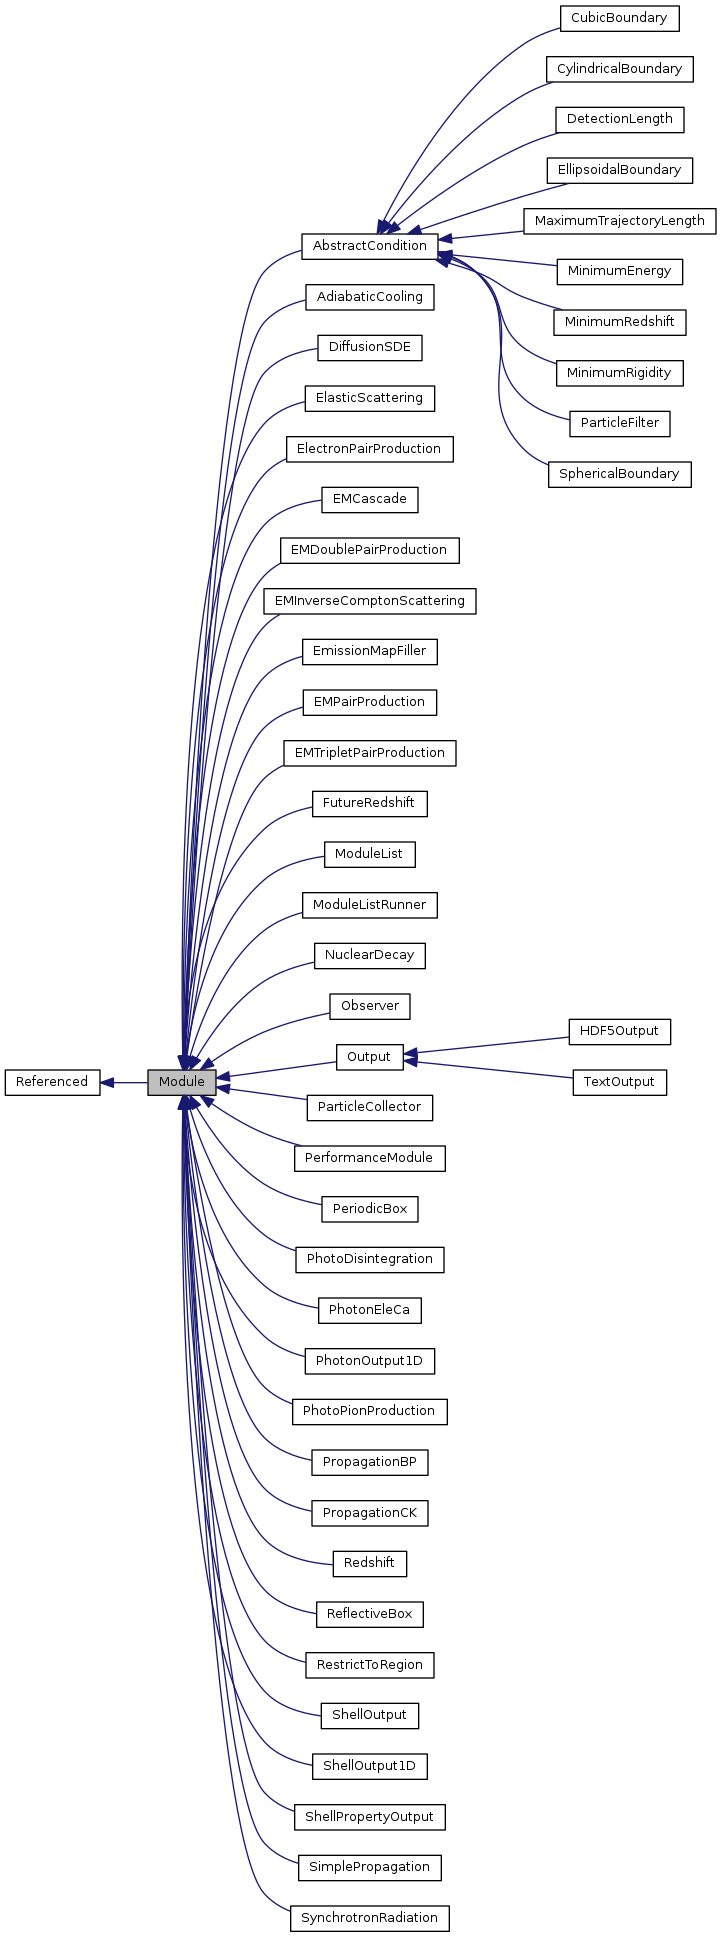 CubicBoundary
CylindricalBoundary
DetectionLength
EllipsoidalBoundary
MaximumTrajectoryLength
AbstractCondition
MinimumEnergy
AdiabaticCooling
MinimumRedshift
DiffusionSDE
MinimumRigidity
ElasticScattering
ParticleFilter
ElectronPairProduction
SphericalBoundary
EMCascade
EMDoublePairProduction
EMInverseComptonScattering
EmissionMapFiller
EMPairProduction
EMTripletPairProduction
FutureRedshift
ModuleList
ModuleListRunner
NuclearDecay
Observer
HDF5Output
Output
Referenced
Module
TextOutput
ParticleCollector
PerformanceModule
PeriodicBox
PhotoDisintegration
PhotonEleCa
PhotonOutput1D
PhotoPionProduction
PropagationBP
PropagationCK
Redshift
ReflectiveBox
RestrictToRegion
ShellOutput
ShellOutput1D
ShellPropertyOutput
SimplePropagation
SynchrotronRadiation